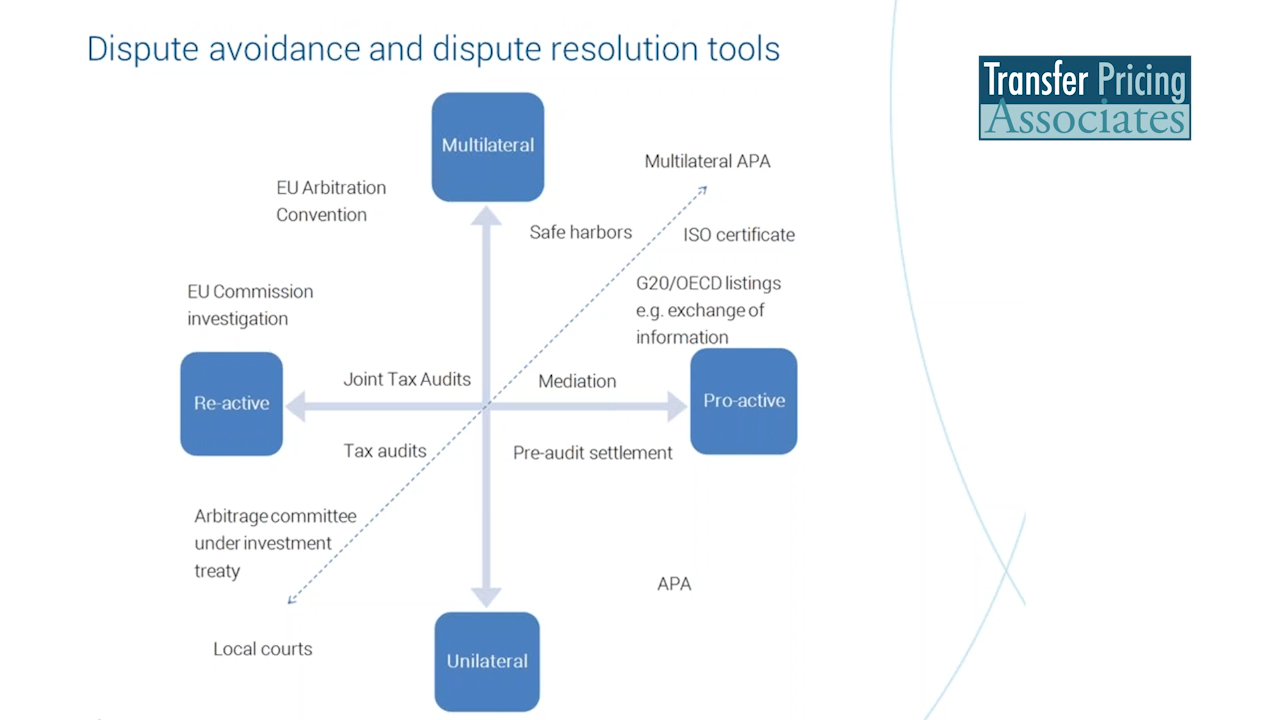 Dispute avoidance and dispute resolution tools
Transfer Pricing
Associates
Multilateral
Multilateral APA
EU Arbitration
Convention
Safe harbors
ISO certificate
G20/OECD listings
e.g. exchange of
information
EU Commission
investigation
Joint Tax Audits
Mediation
Re-active
Pro-active
Tax audits
Pre-audit settlement
Arbitrage committee
under investment
treaty
APA
Local courts
Unilateral